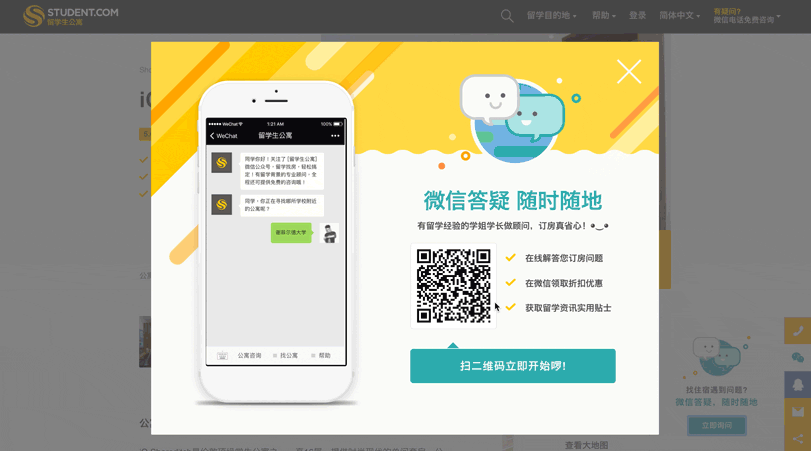 STUDENT.COM
留学生公寓
留学目的地
帮助
登录
简体中文
有疑问?
微信电话免费咨询
WeChat
1:21 AM
100%
WeChat
留学生公寓
同学你好！关注了 [留学生公寓]
微信公众号，留学找房，轻松搞
定！有留学背景的专业顾问，全
程还可提供免费的咨询哦！
同学，你正在寻找哪所学校附近
的公寓呢？
谢菲尔德大学
公寓咨询
找公寓
帮助
微信答疑 随时随地
有留学经验的学姐学长做顾问，订房真省心！
在线解答您订房问题
在微信领取折扣优惠
获取留学资讯实用贴士
扫二维码立即开始啰!
找住宿遇到问题?
微信答疑，随时随地
立即询问
查看大地图